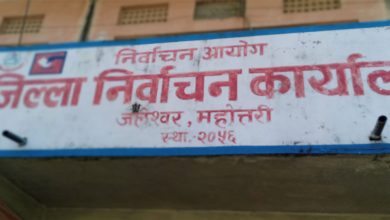 निर्वाचन आयोग
जिल्ला निर्वाचन कार्याल
जलेश्वर, महोत्तरी
स्था. २०५६